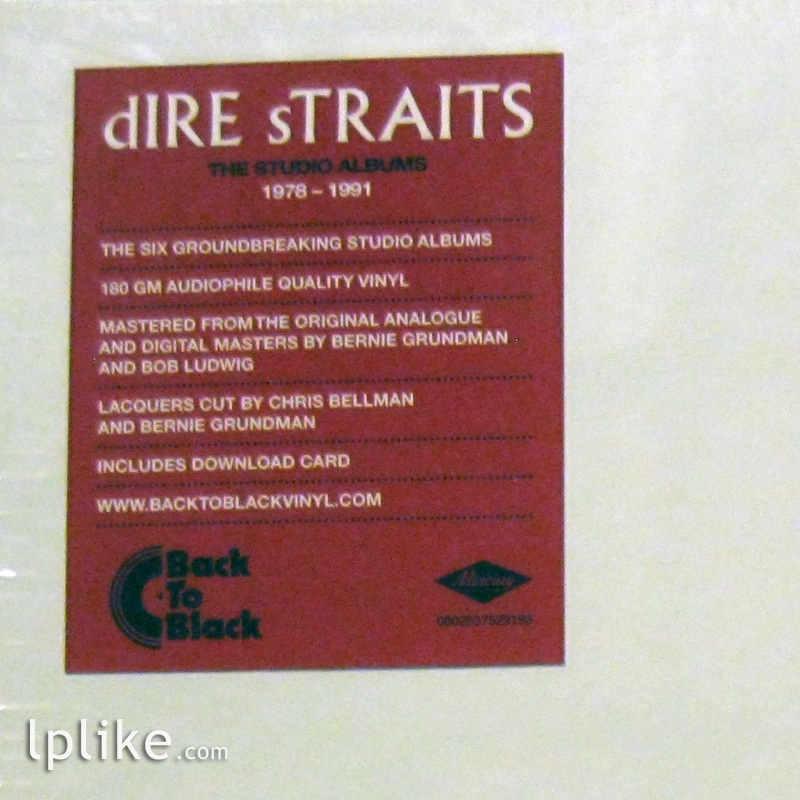 dIRE sTRAITS
THE STUDIO ALBUMS
1978 – 1991
THE SIX GROUNDBREAKING STUDIO ALBUMS
180 GM AUDIOPHILE QUALITY VINYL
MASTERED FROM THE ORIGINAL ANALOGUE
AND DIGITAL MASTERS BY BERNIE GRUNDMAN
AND BOB LUDWIG
LACQUERS CUT BY CHRIS BELLMAN
AND BERNIE GRUNDMAN
INCLUDES DOWNLOAD CARD
WWW.BACKTOBLACKVINYL.COM
Back
To
Black
Mercury
0602537529193
lplike.com